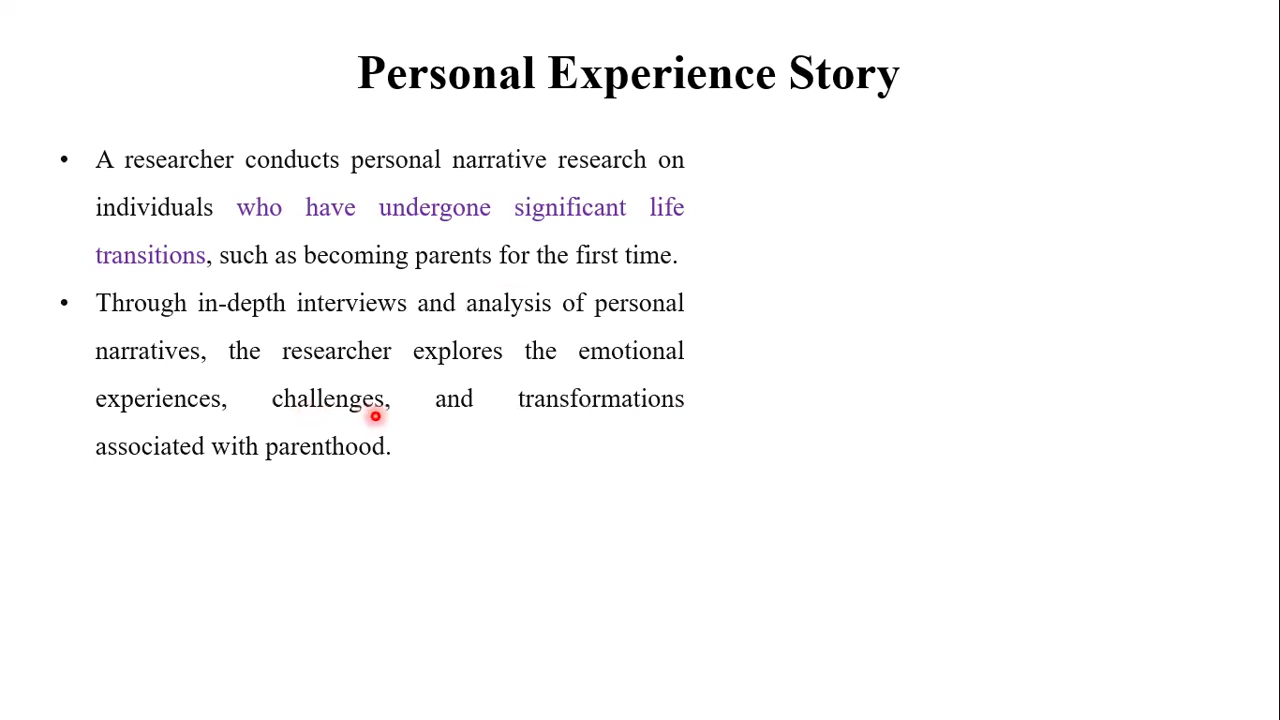 Personal Experience Story
• A researcher conducts personal narrative research on
individuals who have undergone significant life
transitions, such as becoming parents for the first time.
• Through in-depth interviews and analysis of personal
narratives, the researcher explores the emotional
experiences, challenges, and transformations
associated with parenthood.